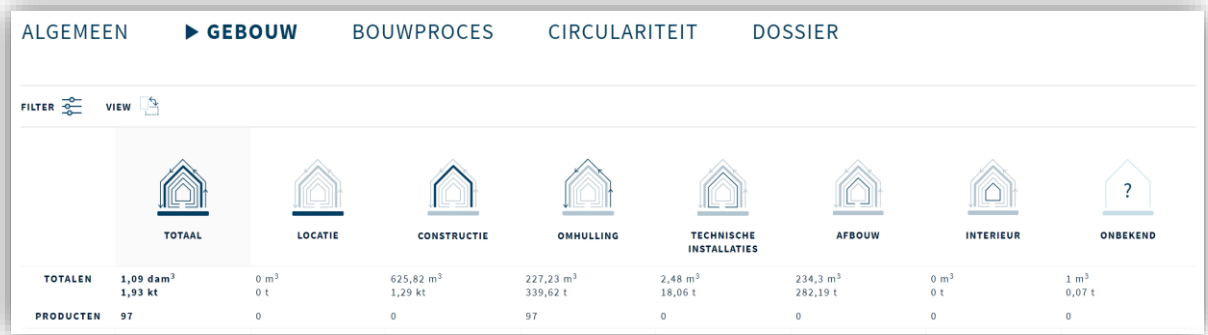 ALGEMEEN ▶ GEBOUW BOUWPROCES CIRCULARITEIT DOSSIER
FILTER VIEW
?
TOTAAL LOCATIE CONSTRUCTIE OMHULLING TECHNISCHE INSTALLATIES AFBOUW INTERIEUR ONBEKEND
TOTALEN 1,09 dam³ 0 m³ 625,82 m³ 227,23 m³ 2,48 m³ 234,3 m³ 0 m³ 1 m³
1,93 kt 0 t 1,29 kt 339,62 t 18,06 t 282,19 t 0 t 0,07 t
PRODUCTEN 97 0 0 97 0 0 0 0